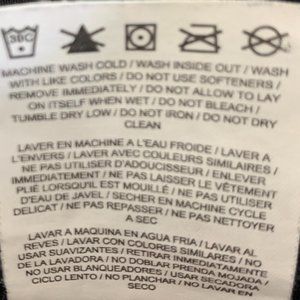 30C
MACHINE WASH COLD / WASH INSIDE OUT / WASH
WITH LIKE COLORS / DO NOT USE SOFTENERS /
REMOVE IMMEDIATELY / DO NOT ALLOW TO LAY
ON ITSELF WHEN WET / DO NOT BLEACH /
TUMBLE DRY LOW / DO NOT IRON / DO NOT DRY
CLEAN
LAVER EN MACHINE A L'EAU FROIDE / LAVER A
L'ENVERS / LAVER AVEC COULEURS SIMILAIRES /
NE PAS UTILISER D'ADOUCISSEUR / ENLEVER
IMMEDIATEMENT / NE PAS LAISSER LE VÊTEMENT
PLIÉ LORSQU'IL EST MOUILLÉ / NE PAS UTILISER
D'EAU DE JAVEL / SECHER EN MACHINE CYCLE
DELICAT / NE PAS REPASSER / NE PAS NETTOYER
A SEC
LAVAR A MAQUINA EN AGUA FRIA / LAVAR AL
REVES / LAVAR CON COLORES SIMILARES / NO
USAR SUAVIZANTES / RETIRAR INMEDIATAMENTE
DE LA LAVADORA / NO DOBLAR PRENDA MOJADA /
NO USAR BLANQUEADORES / USAR SECADORA
CICLO LENTO / NO PLANCHAR / NO LAVAR EN
SECO